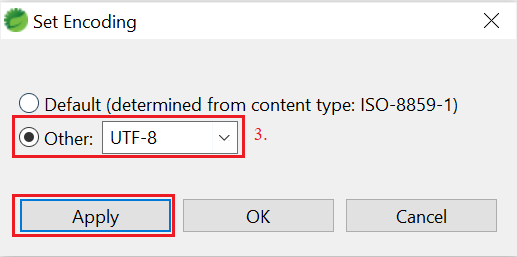 Set Encoding
Default (determined from content type: ISO-8859-1)
Other: UTF-8 3.
Apply OK Cancel